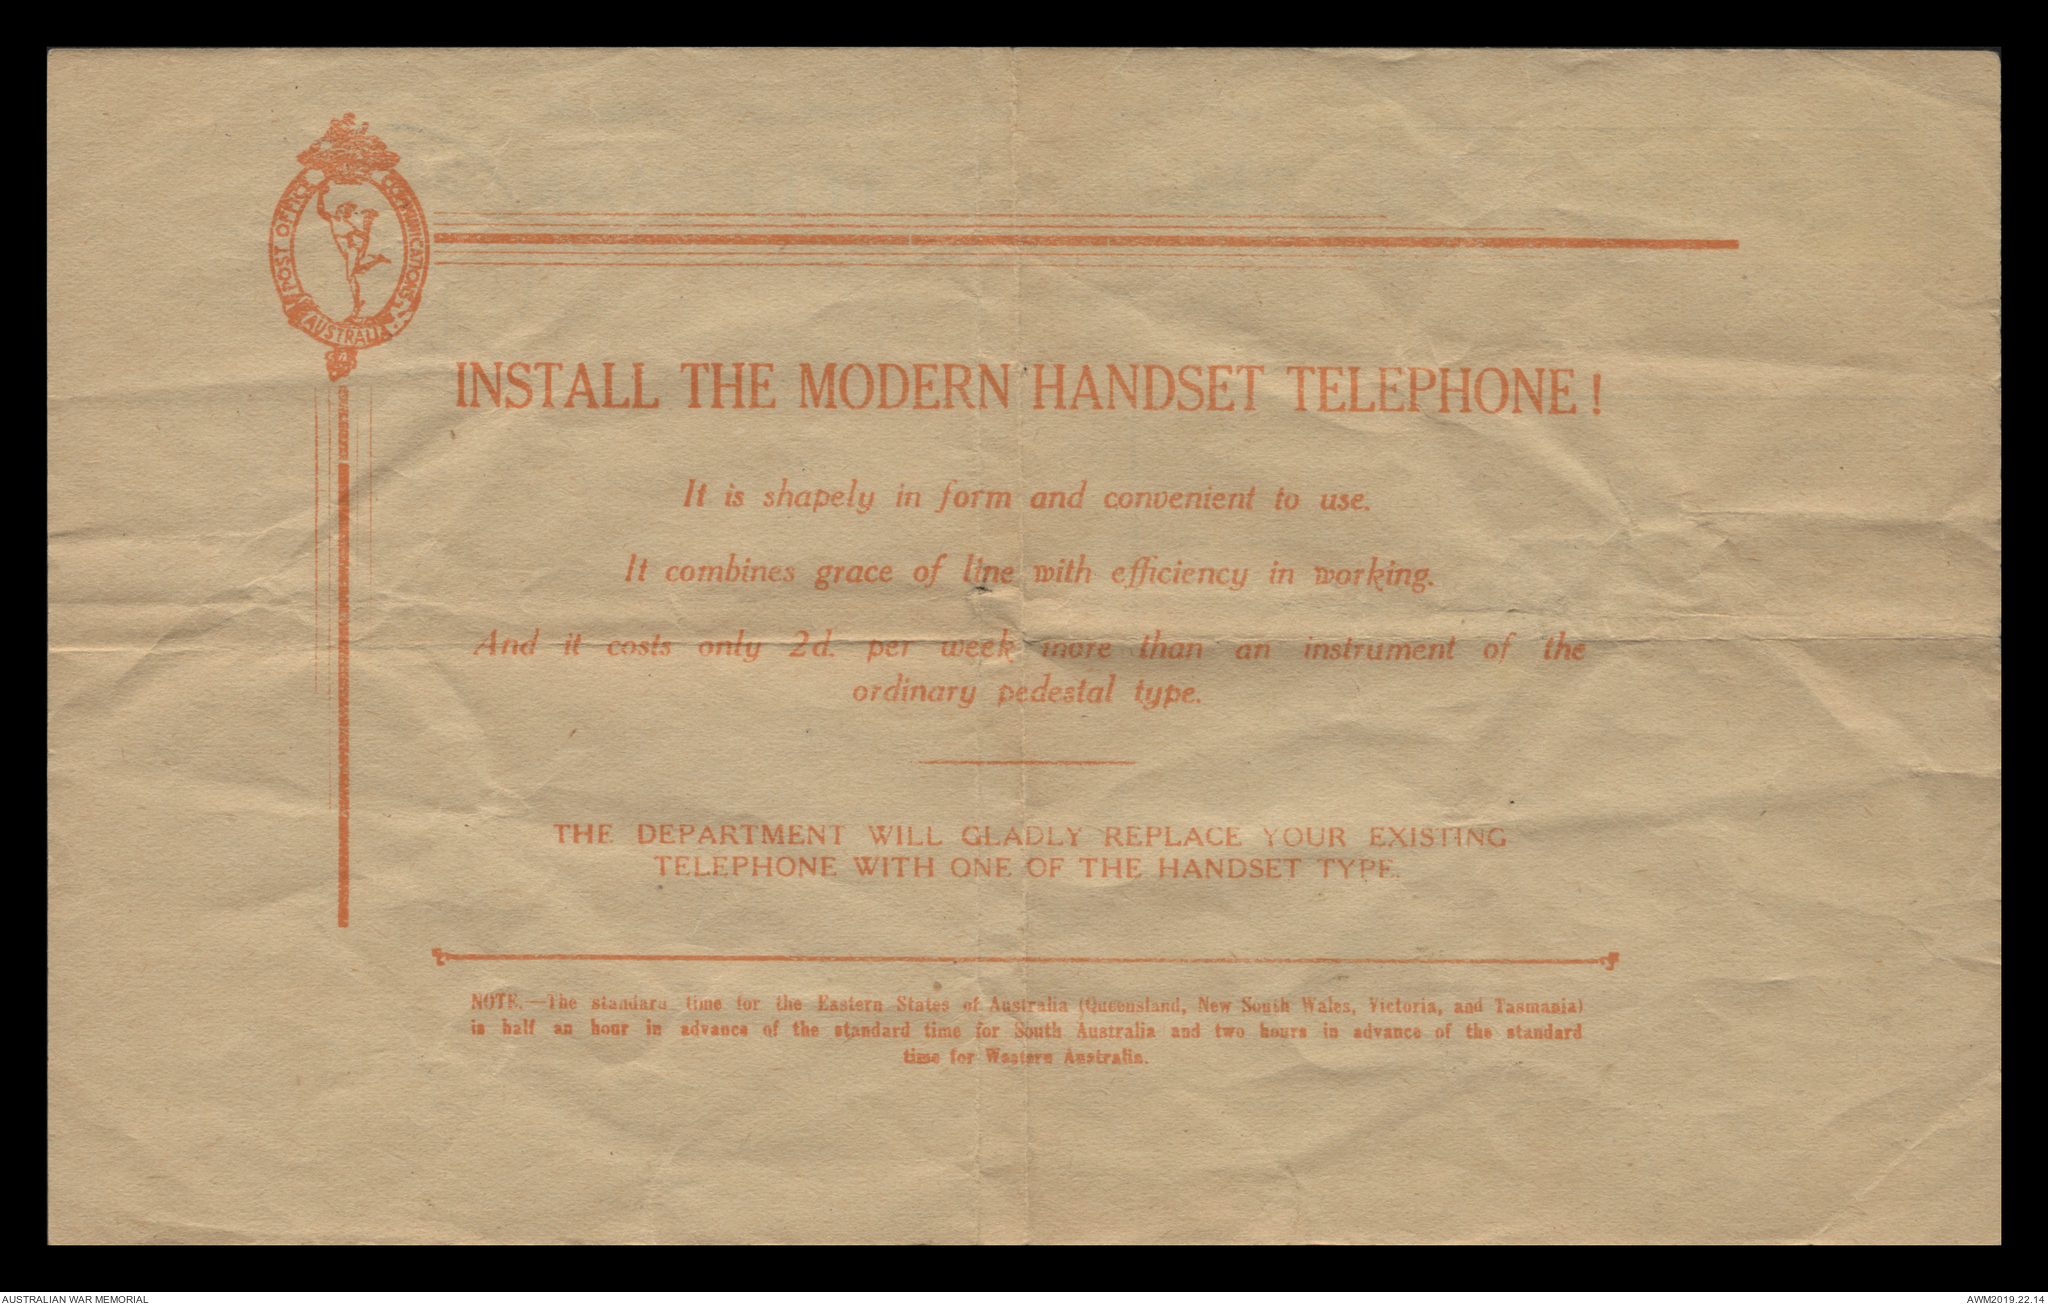 POST OFFICE COMMUNICATIONS
AUSTRALIA
INSTALL THE MODERN HANDSET TELEPHONE!
It is shapely in form and convenient to use.
It combines grace of line with efficiency in working.
And it costs only 2d. per week more than an instrument of the
ordinary pedestal type.
THE DEPARTMENT WILL GLADLY REPLACE YOUR EXISTING
TELEPHONE WITH ONE OF THE HANDSET TYPE.
NOTE.—The standard time for the Eastern States of Australia (Queensland, New South Wales, Victoria, and Tasmania)
is half an hour in advance of the standard time for South Australia and two hours in advance of the standard
time for Western Australia.
AUSTRALIAN WAR MEMORIAL
AWM2019.22.14